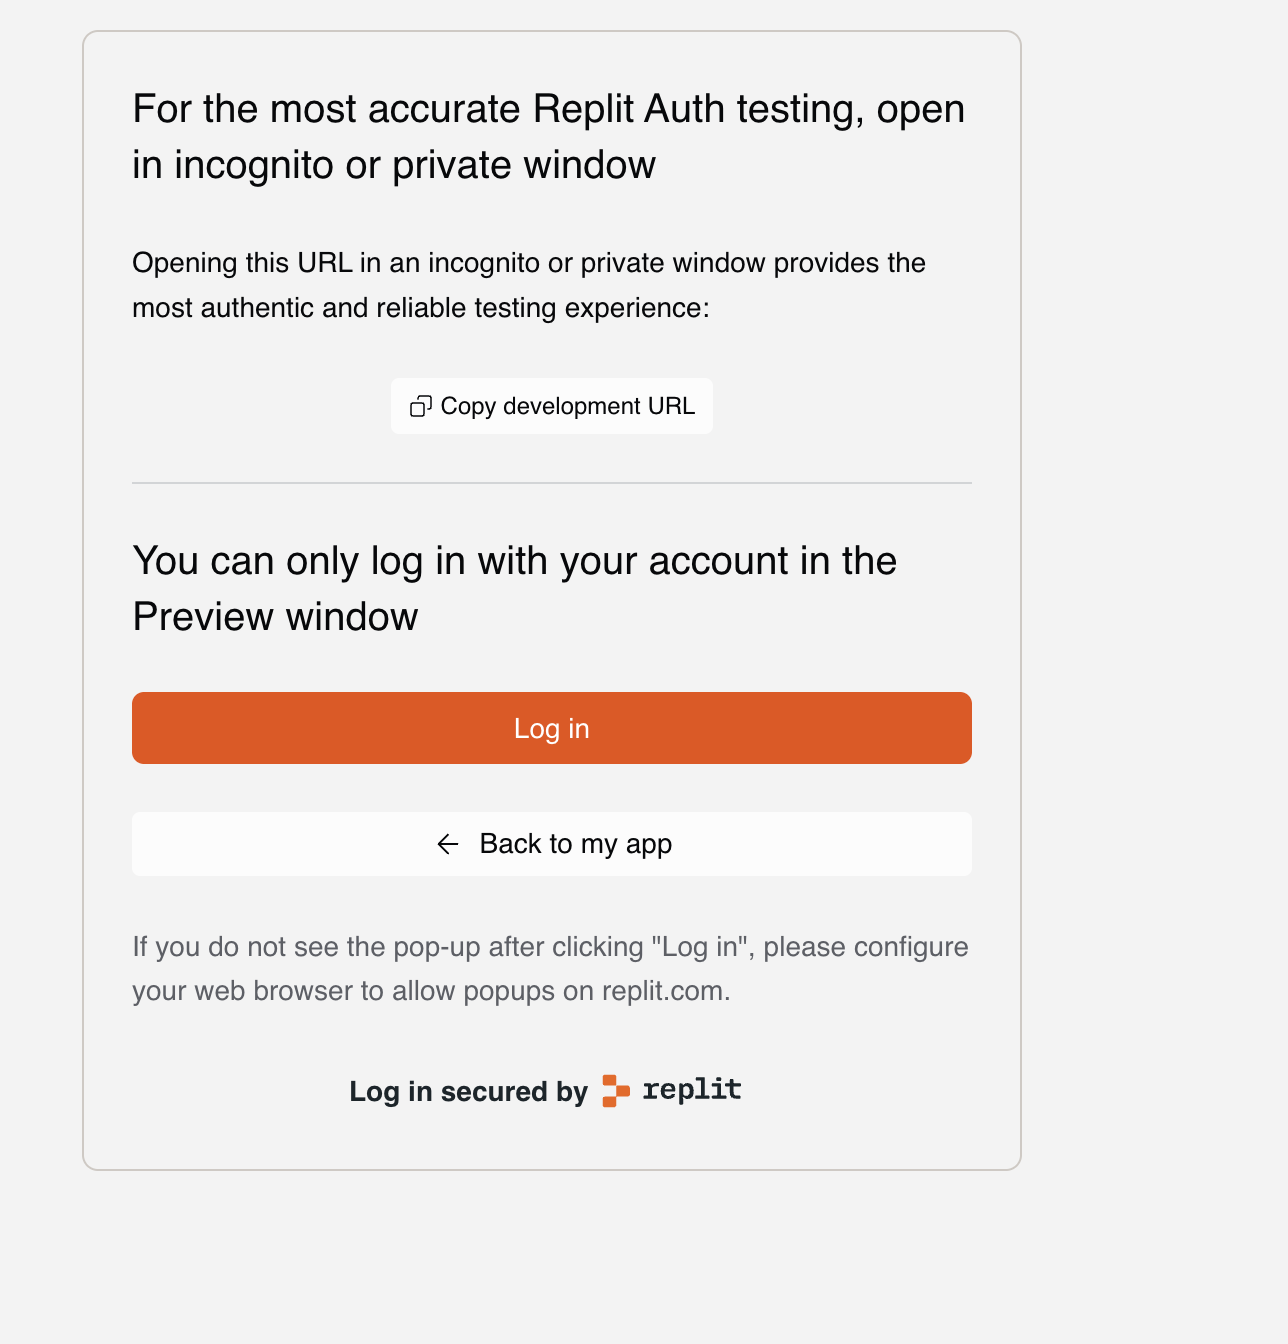 For the most accurate Replit Auth testing, open
in incognito or private window
Opening this URL in an incognito or private window provides the
most authentic and reliable testing experience:
Copy development URL
You can only log in with your account in the
Preview window
Log in
Back to my app
If you do not see the pop-up after clicking "Log in", please configure
your web browser to allow popups on replit.com.
Log in secured by replit